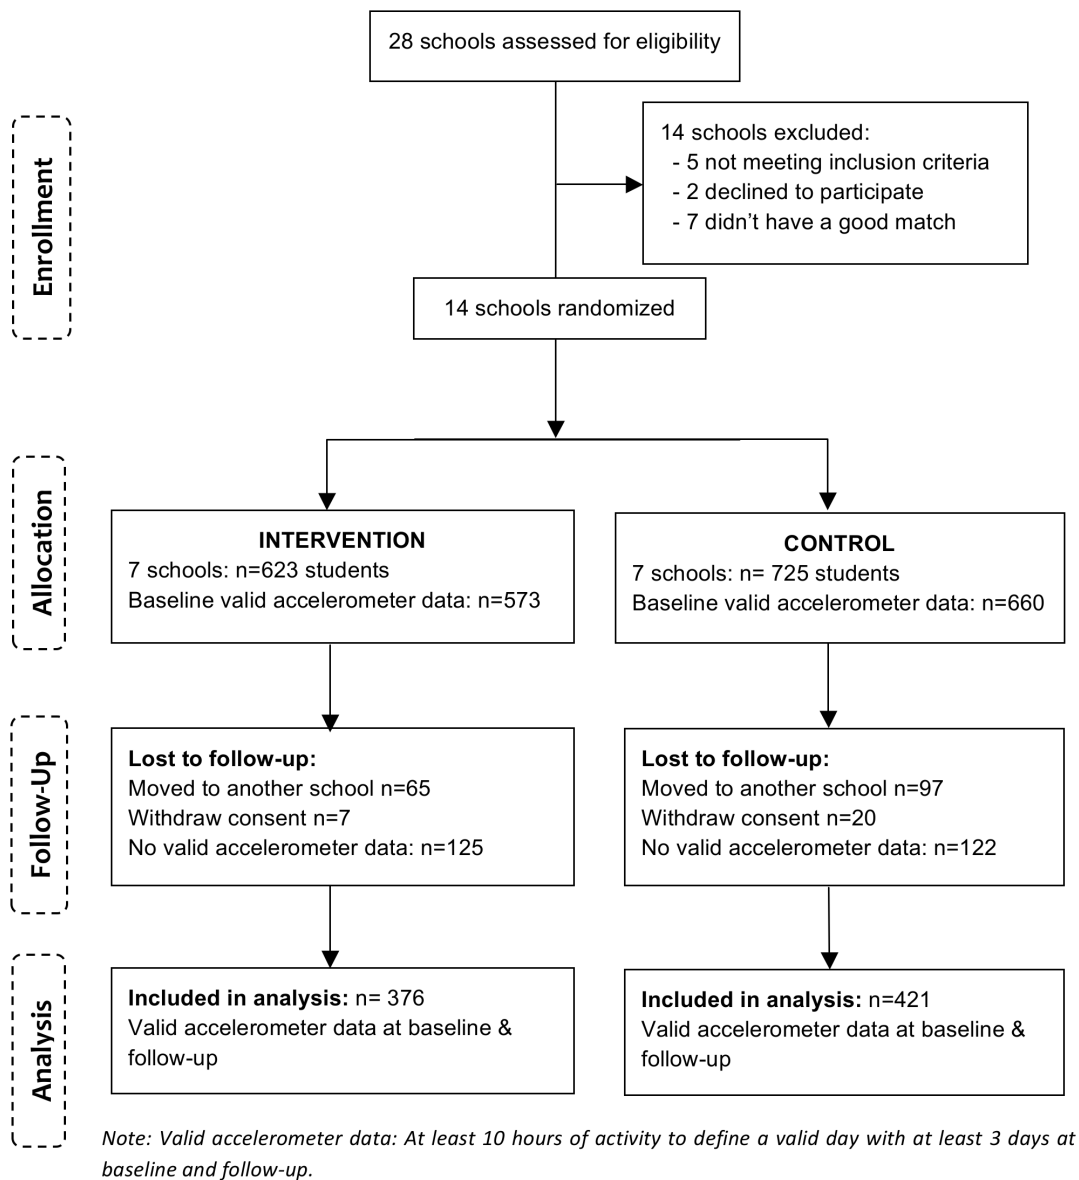 28 schools assessed for eligibility
Enrollment
14 schools excluded:
- 5 not meeting inclusion criteria
- 2 declined to participate
- 7 didn’t have a good match
14 schools randomized
Allocation
INTERVENTION
7 schools: n=623 students
Baseline valid accelerometer data: n=573
CONTROL
7 schools: n= 725 students
Baseline valid accelerometer data: n=660
Follow-Up
Lost to follow-up:
Moved to another school n=65
Withdraw consent n=7
No valid accelerometer data: n=125
Lost to follow-up:
Moved to another school n=97
Withdraw consent n=20
No valid accelerometer data: n=122
Analysis
Included in analysis: n= 376
Valid accelerometer data at baseline &
follow-up
Included in analysis: n=421
Valid accelerometer data at baseline &
follow-up
Note: Valid accelerometer data: At least 10 hours of activity to define a valid day with at least 3 days at
baseline and follow-up.